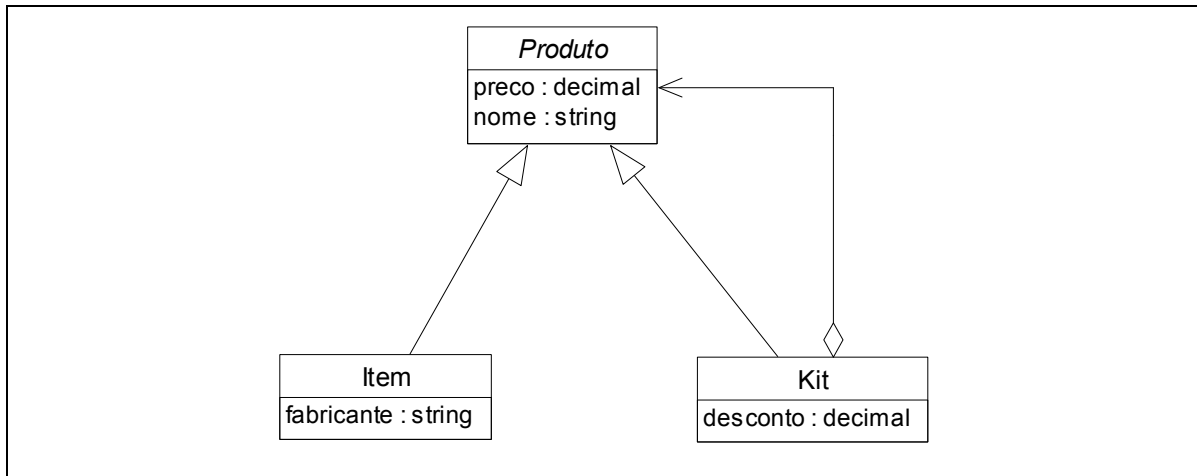 Produto
preco : decimal
nome : string
Item
fabricante : string
Kit
desconto : decimal